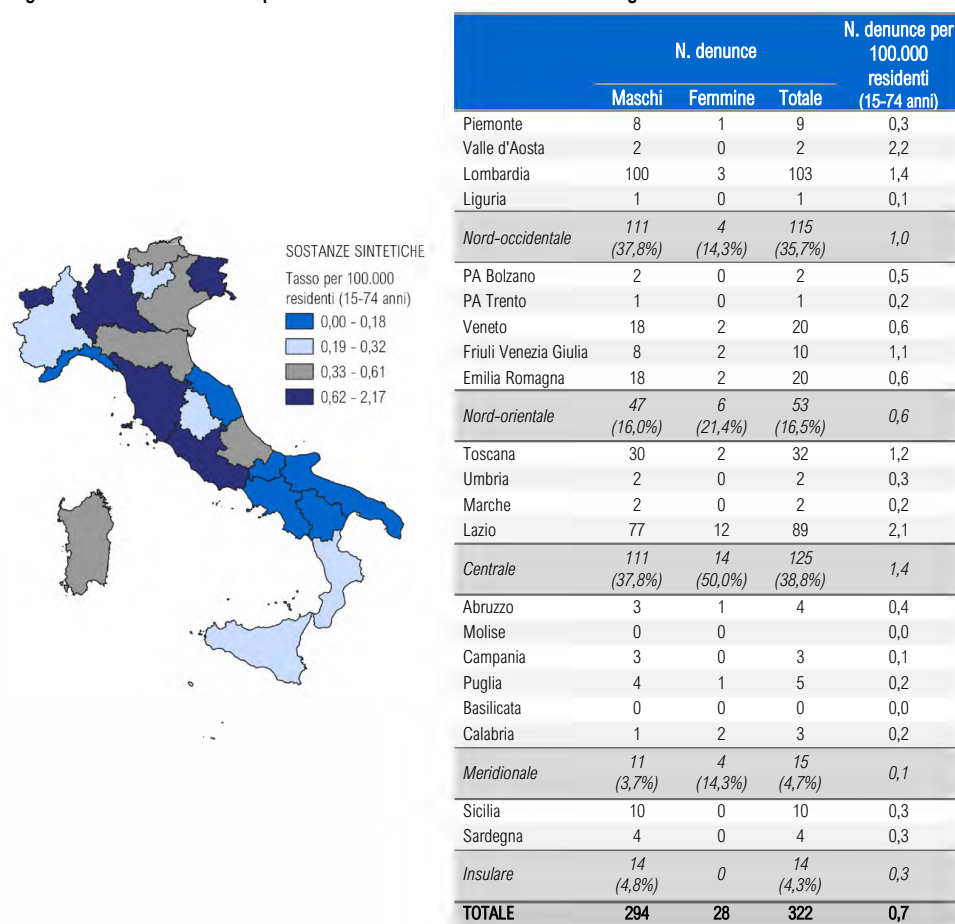 SOSTANZE SINTETICHE
Tasso per 100.000
residenti (15-74 anni)
0,00 - 0,18
0,19 - 0,32
0,33 - 0,61
0,62 - 2,17
N. denunce N. denunce per 100.000 residenti (15-74 anni)
Maschi Femmine Totale
Piemonte 8 1 9 0,3
Valle d'Aosta 2 0 2 2,2
Lombardia 100 3 103 1,4
Liguria 1 0 1 0,1
Nord-occidentale 111 (37,8%) 4 (14,3%) 115 (35,7%) 1,0
PA Bolzano 2 0 2 0,5
PA Trento 1 0 1 0,2
Veneto 18 2 20 0,6
Friuli Venezia Giulia 8 2 10 1,1
Emilia Romagna 18 2 20 0,6
Nord-orientale 47 (16,0%) 6 (21,4%) 53 (16,5%) 0,6
Toscana 30 2 32 1,2
Umbria 2 0 2 0,3
Marche 2 0 2 0,2
Lazio 77 12 89 2,1
Centrale 111 (37,8%) 14 (50,0%) 125 (38,8%) 1,4
Abruzzo 3 1 4 0,4
Molise 0 0 0,0
Campania 3 0 3 0,1
Puglia 4 1 5 0,2
Basilicata 0 0 0 0,0
Calabria 1 2 3 0,2
Meridionale 11 (3,7%) 4 (14,3%) 15 (4,7%) 0,1
Sicilia 10 0 10 0,3
Sardegna 4 0 4 0,3
Insulare 14 (4,8%) 0 14 (4,3%) 0,3
TOTALE 294 28 322 0,7